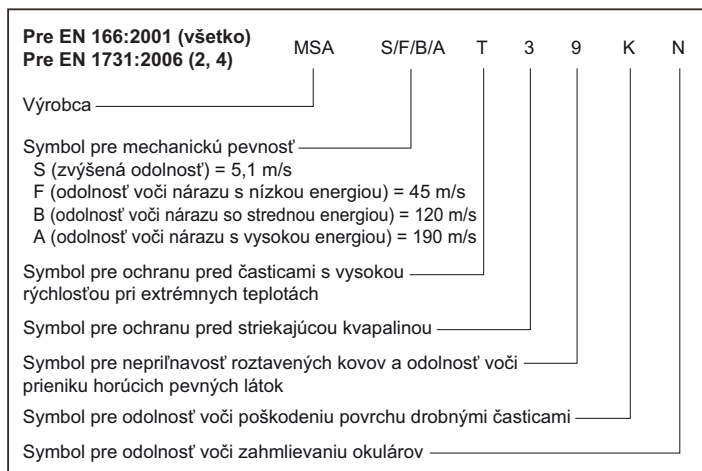 Pre EN 166:2001 (všetko)
Pre EN 1731:2006 (2, 4)
MSA S/F/B/A T 3 9 K N
Výrobca
Symbol pre mechanickú pevnosť
S (zvýšená odolnosť) = 5,1 m/s
F (odolnosť voči nárazu s nízkou energiou) = 45 m/s
B (odolnosť voči nárazu so strednou energiou) = 120 m/s
A (odolnosť voči nárazu s vysokou energiou) = 190 m/s
Symbol pre ochranu pred časticami s vysokou
rýchlosťou pri extrémnych teplotách
Symbol pre ochranu pred striekajúcou kvapalinou
Symbol pre nepriľnavosť roztavených kovov a odolnosť voči
prieniku horúcich pevných látok
Symbol pre odolnosť voči poškodeniu povrchu drobnými časticami
Symbol pre odolnosť voči zahmlievaniu okulárov